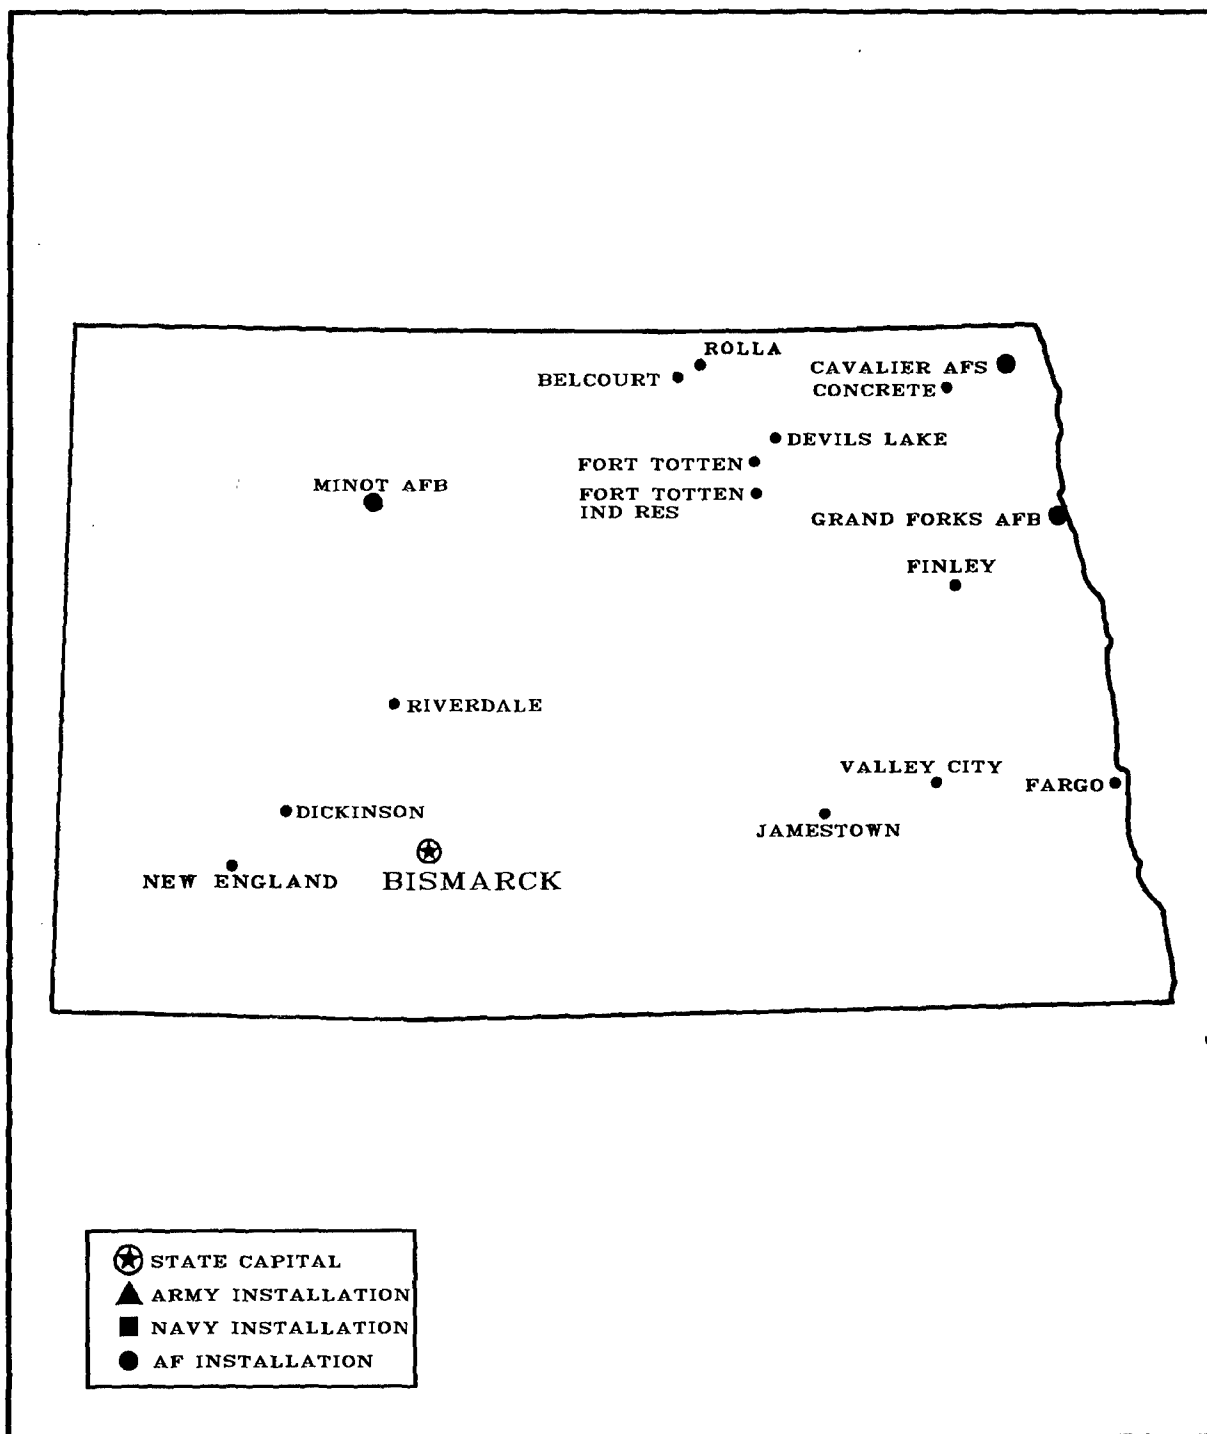 ROLLA
BELCOURT
CAVALIER AFS
CONCRETE
DEVILS LAKE
FORT TOTTEN
MINOT AFB
FORT TOTTEN
IND RES
GRAND FORKS AFB
FINLEY
RIVERDALE
VALLEY CITY
FARGO
DICKINSON
JAMESTOWN
NEW ENGLAND
BISMARCK
STATE CAPITAL
ARMY INSTALLATION
NAVY INSTALLATION
AF INSTALLATION